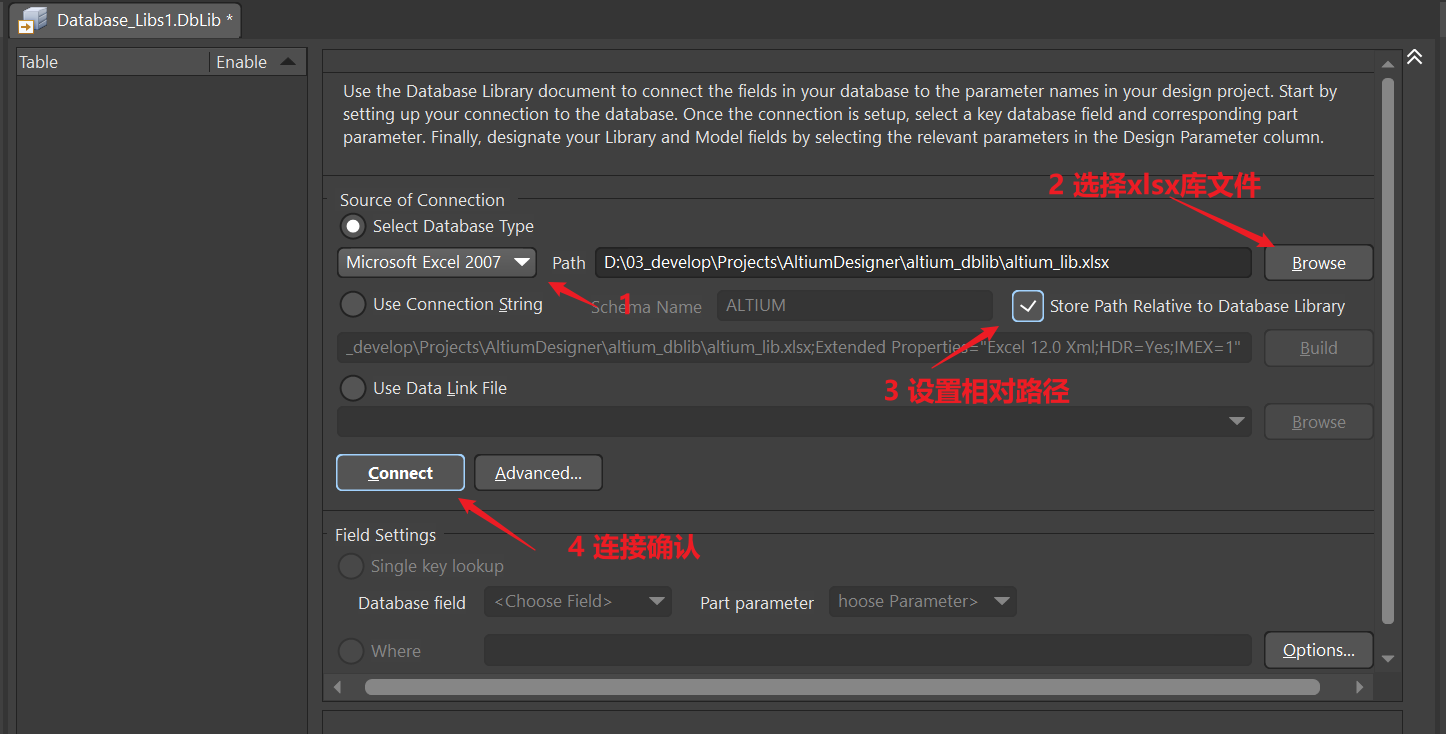 Database_Libs1.DbLib *
Table Enable
Use the Database Library document to connect the fields in your database to the parameter names in your design project. Start by
setting up your connection to the database. Once the connection is setup, select a key database field and corresponding part
parameter. Finally, designate your Library and Model fields by selecting the relevant parameters in the Design Parameter column.
2 选择xlsx库文件
Source of Connection
Select Database Type
Microsoft Excel 2007 Path D:\03_develop\Projects\AltiumDesigner\altium_dblib\altium_lib.xlsx Browse
1
Use Connection String Schema Name ALTIUM Store Path Relative to Database Library
_develop\Projects\AltiumDesigner\altium_dblib\altium_lib.xlsx;Extended Properties="Excel 12.0 Xml;HDR=Yes;IMEX=1" Build
3 设置相对路径
Use Data Link File
Browse
Connect Advanced...
4 连接确认
Field Settings
Single key lookup
Database field <Choose Field> Part parameter hoose Parameter>
Where Options...